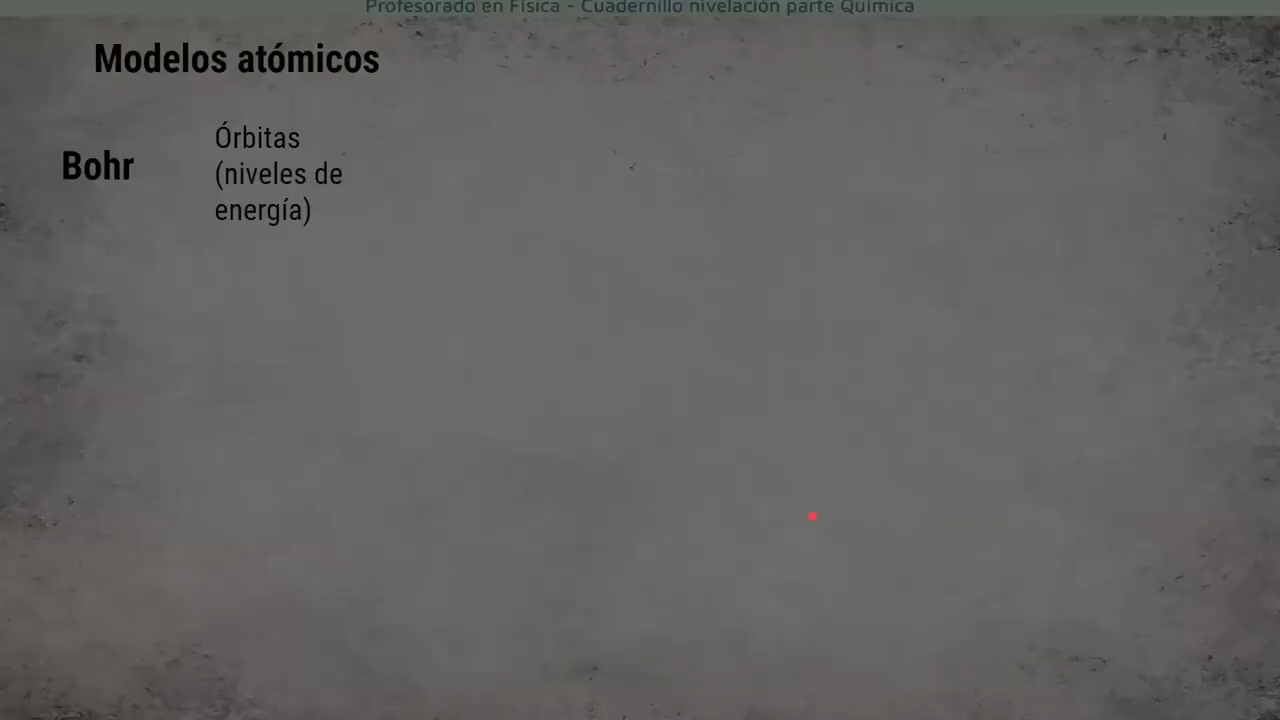 Profesorado en Física - Cuadernillo nivelación parte Química
Modelos atómicos
Bohr
Órbitas
(niveles de
energía)